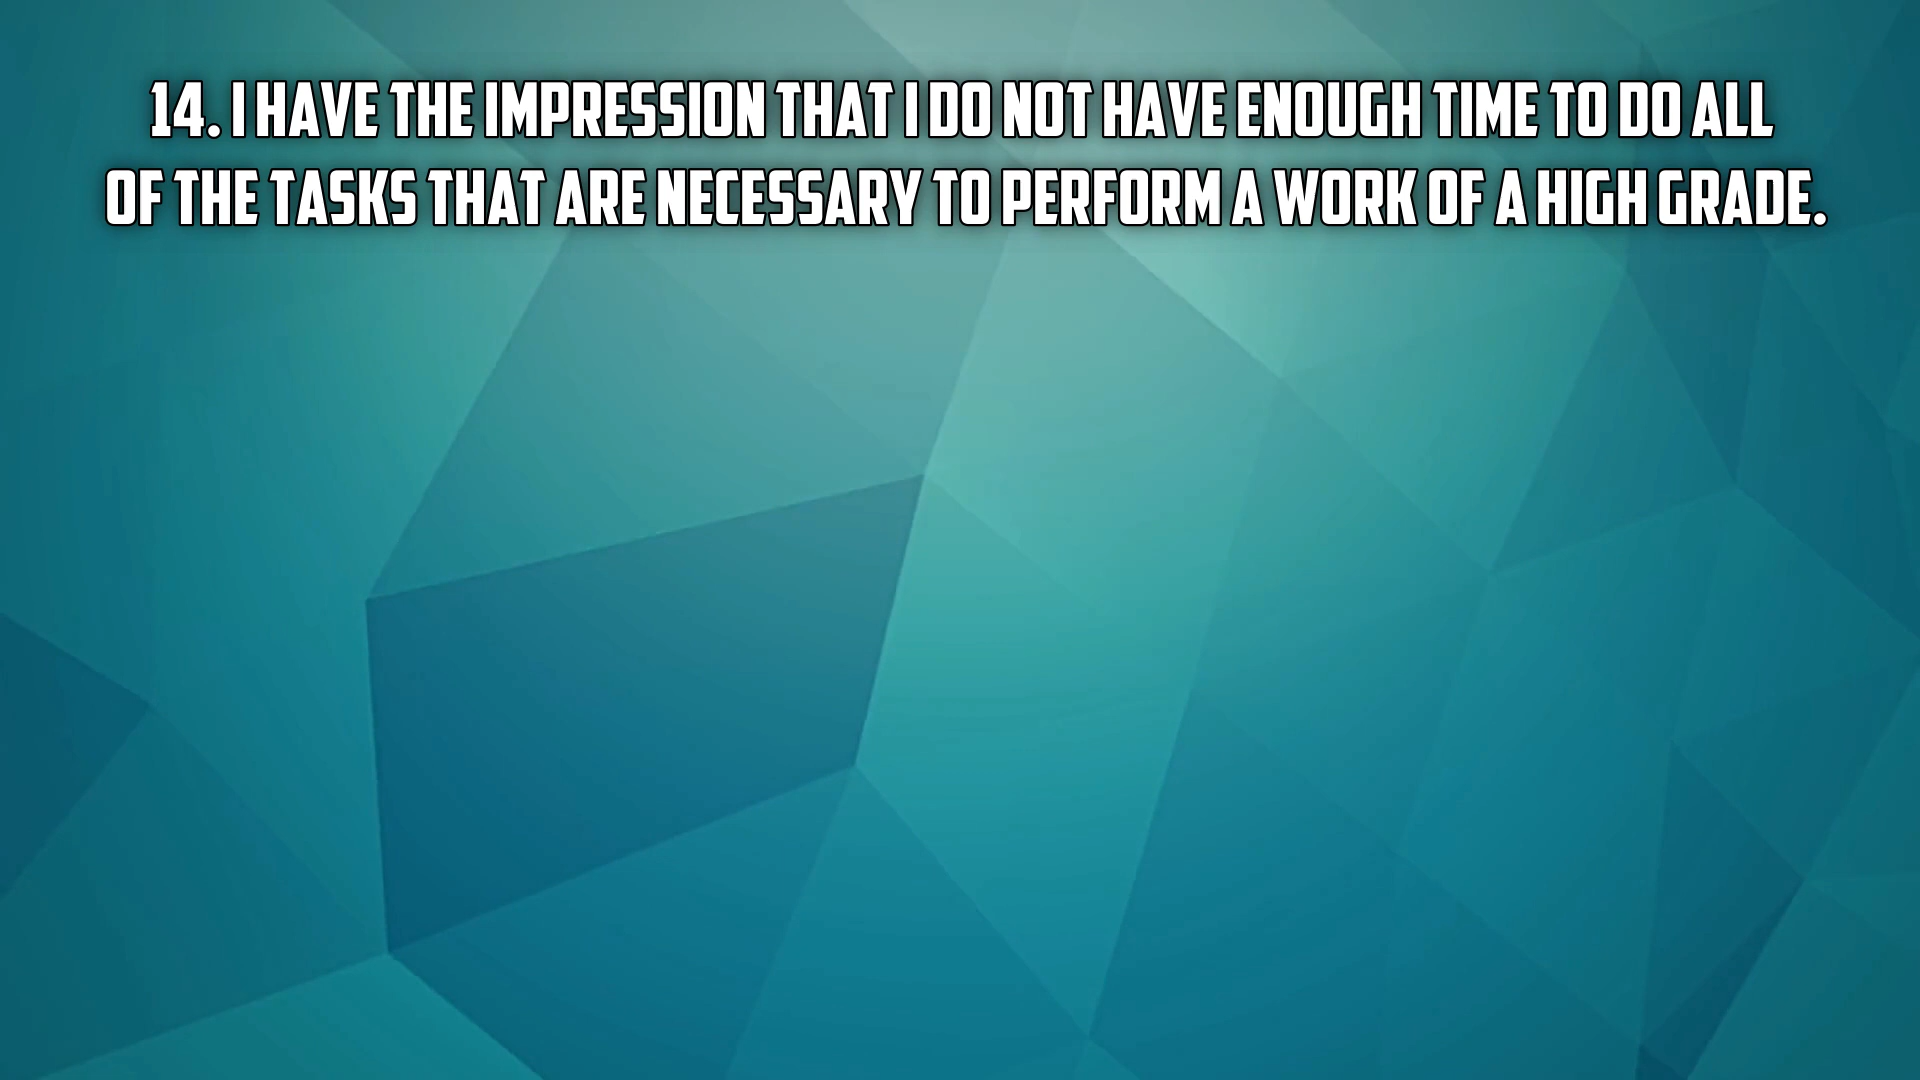 14. I HAVE THE IMPRESSION THAT I DO NOT HAVE ENOUGH TIME TO DO ALL
OF THE TASKS THAT ARE NECESSARY TO PERFORM A WORK OF A HIGH GRADE.